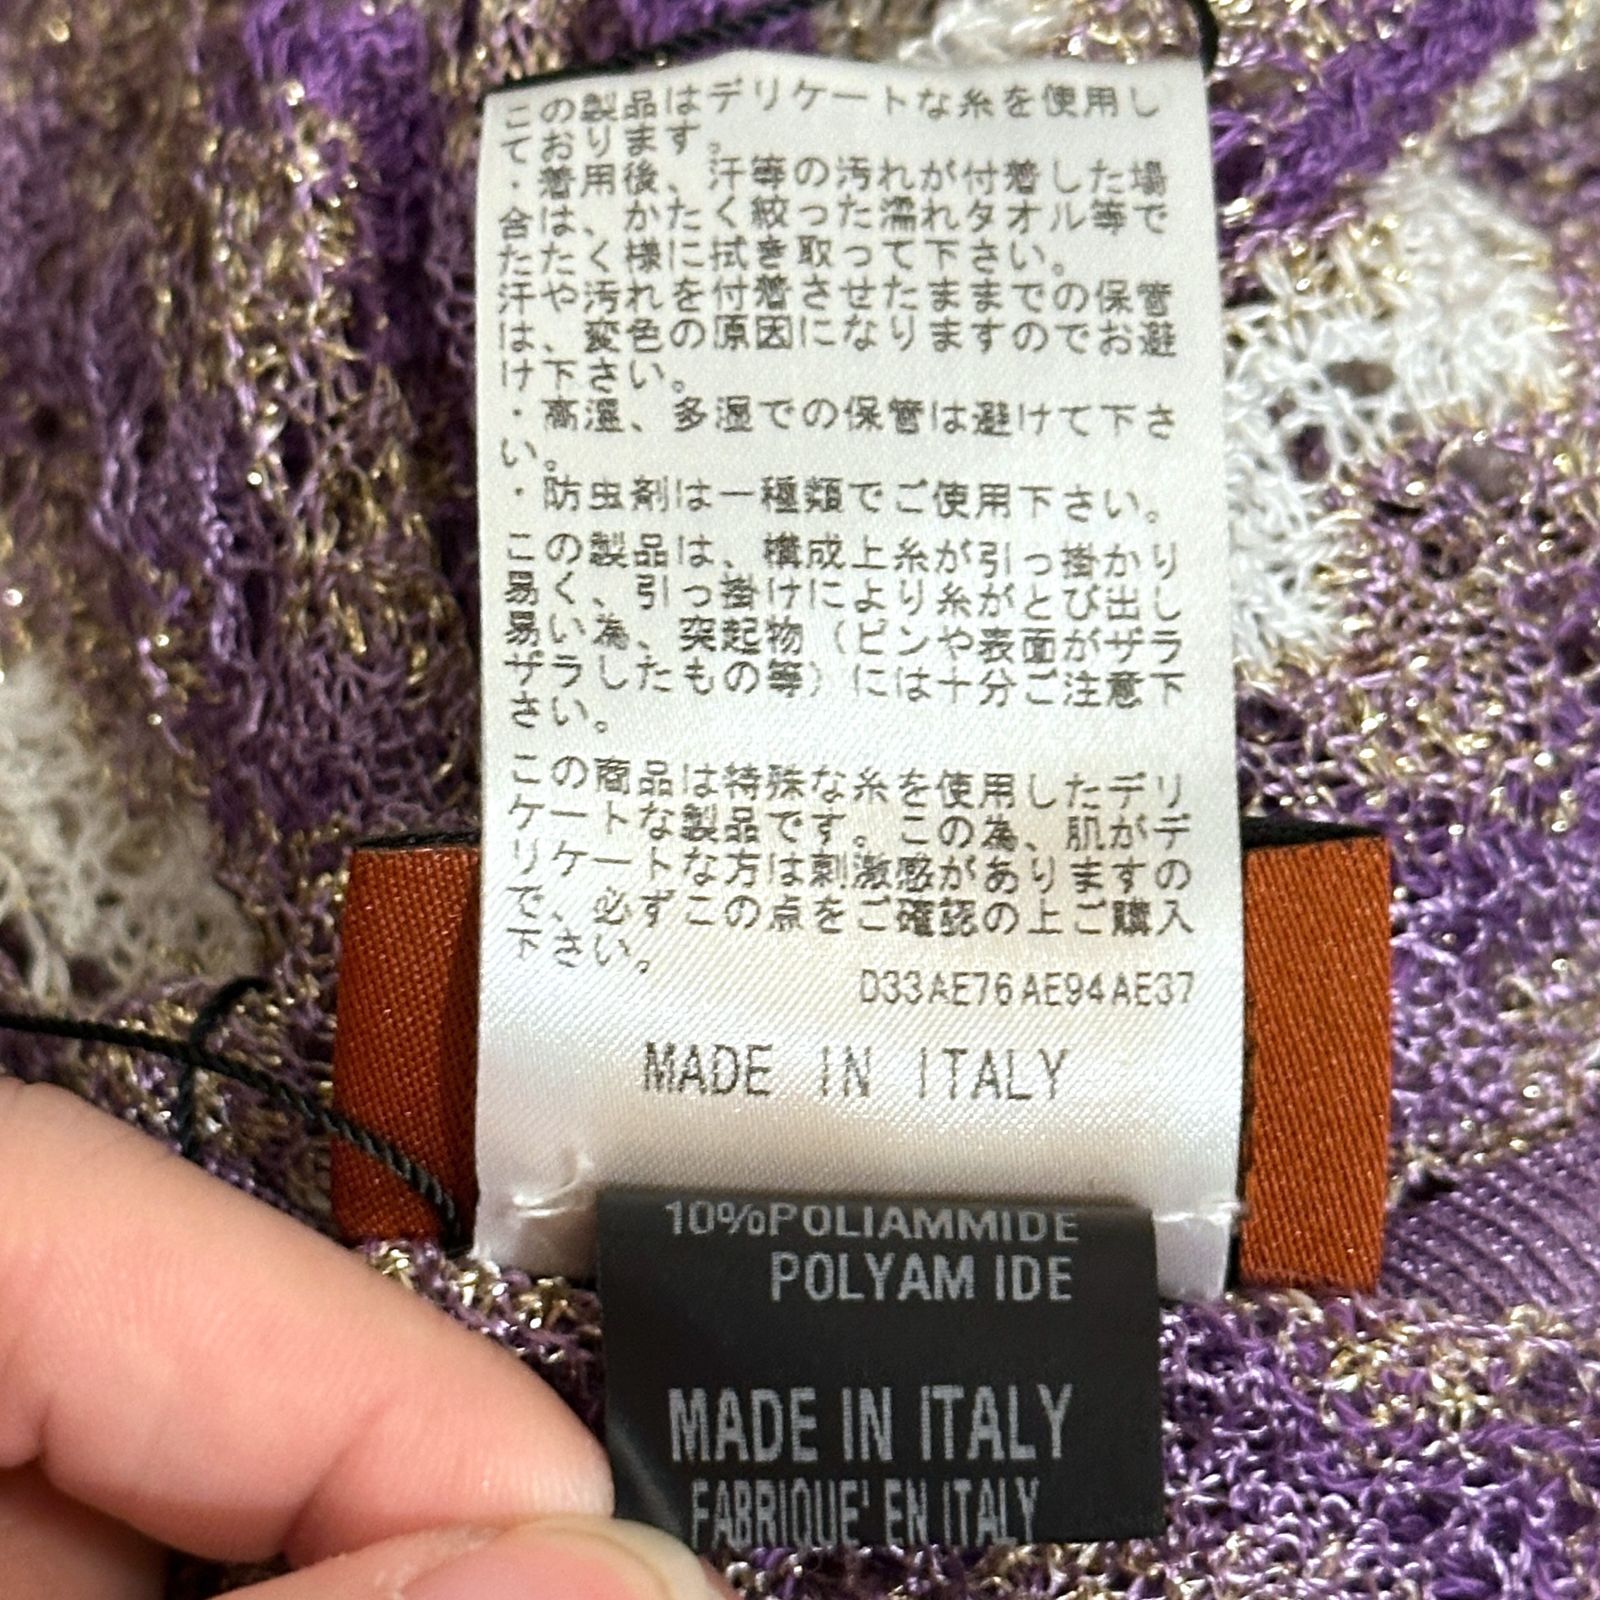 この製品はデリケートな糸を使用し
ております。
・着用後、汗等の汚れが付着した場
合は、かたく絞った濡れタオル等で
たたく様に拭き取って下さい。
汗や汚れを付着させたままでの保管
は、変色の原因になりますのでお避
け下さい。
・高温、多湿での保管は避けて下さ
い。
・防虫剤は一種類でご使用下さい。
この製品は、構成上糸が引っ掛かり
易く、引っ掛けにより糸がとび出し
易い為、突起物（ピンや表面がザラ
ザラしたもの等）には十分ご注意下
さい。
この商品は特殊な糸を使用したデリ
ケートな製品です。この為、肌がデ
リケートな方は刺激感がありますの
で、必ずこの点をご確認の上ご購入
下さい。
D33AE76AE94AE37
MADE IN ITALY
10%POLIAMMIDE
POLYAMIDE
MADE IN ITALY
FABRIQUE' EN ITALY